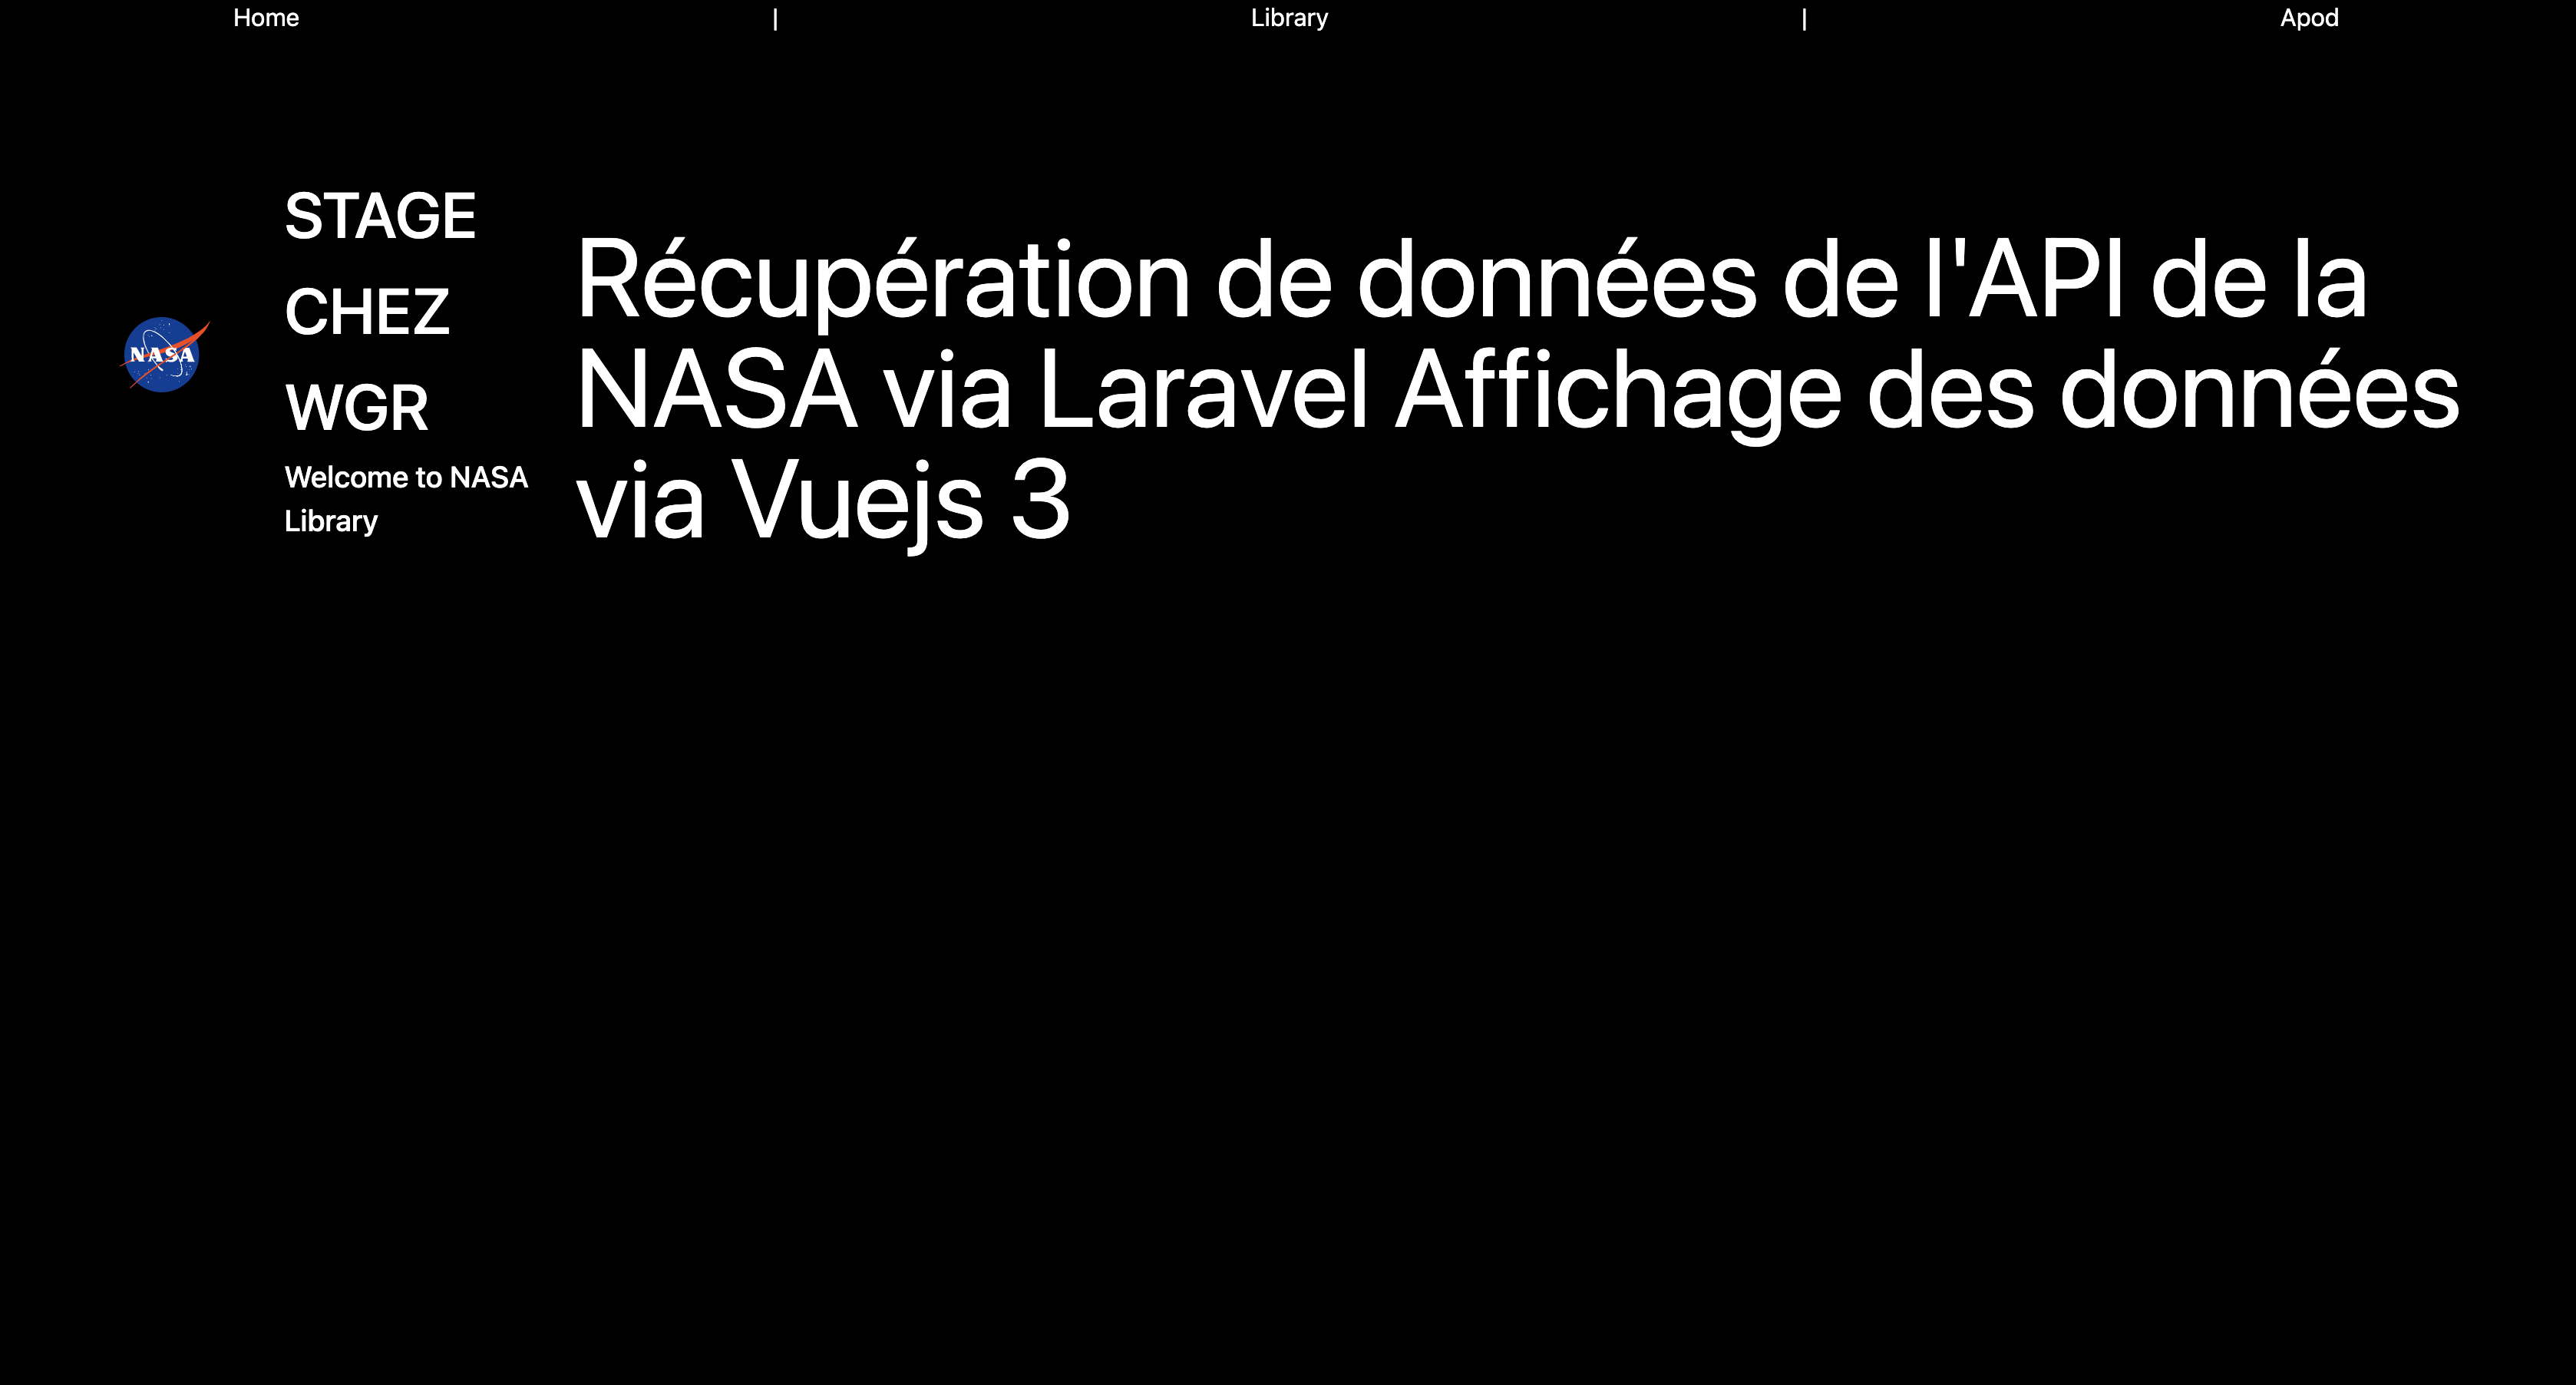 Home | Library | Apod
STAGE
CHEZ
WGR
Welcome to NASA
Library
NASA
Récupération de données de l'API de la
NASA via Laravel Affichage des données
via Vuejs 3